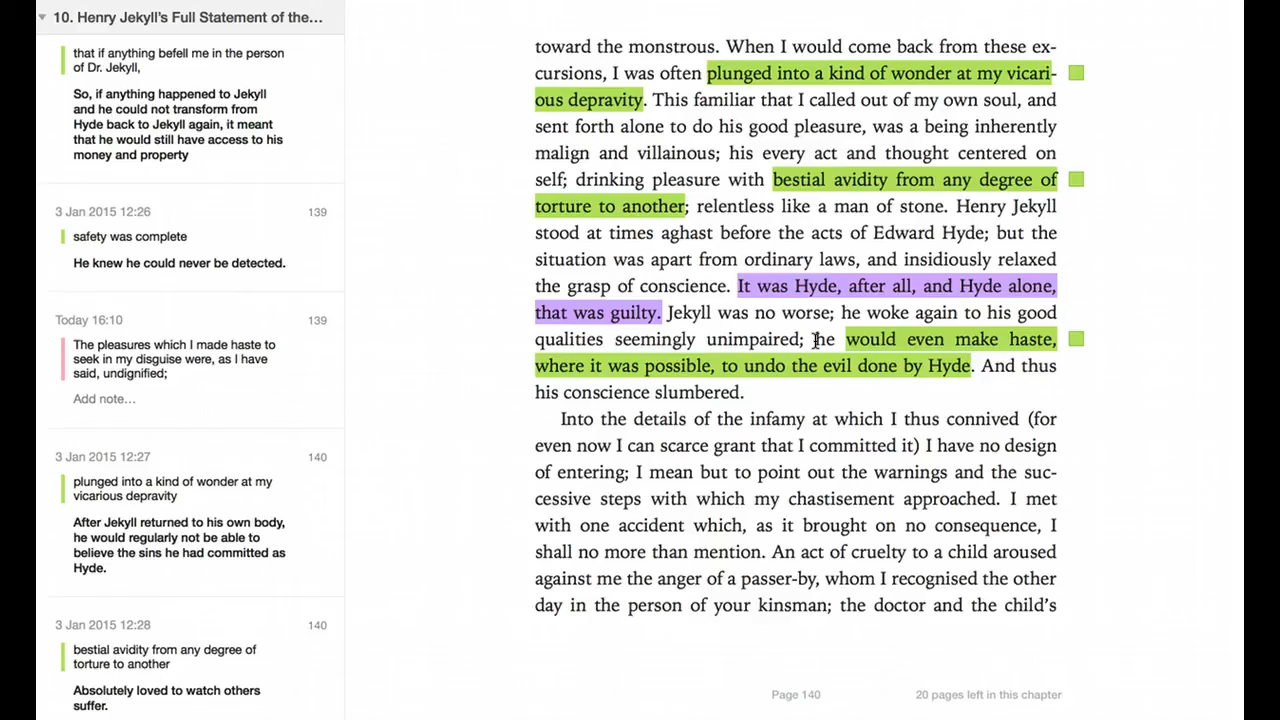 10. Henry Jekyll's Full Statement of the...
that if anything befell me in the person
of Dr. Jekyll,
So, if anything happened to Jekyll
and he could not transform from
Hyde back to Jekyll again, it meant
that he would still have access to his
money and property
3 Jan 2015 12:26 139
safety was complete
He knew he could never be detected.
Today 16:10 139
The pleasures which I made haste to
seek in my disguise were, as I have
said, undignified;
Add note...
3 Jan 2015 12:27 140
plunged into a kind of wonder at my
vicarious depravity
After Jekyll returned to his own body,
he would regularly not be able to
believe the sins he had committed as
Hyde.
3 Jan 2015 12:28 140
bestial avidity from any degree of
torture to another
Absolutely loved to watch others
suffer.
toward the monstrous. When I would come back from these ex-
cursions, I was often plunged into a kind of wonder at my vicari-
ous depravity. This familiar that I called out of my own soul, and
sent forth alone to do his good pleasure, was a being inherently
malign and villainous; his every act and thought centered on
self; drinking pleasure with bestial avidity from any degree of
torture to another; relentless like a man of stone. Henry Jekyll
stood at times aghast before the acts of Edward Hyde; but the
situation was apart from ordinary laws, and insidiously relaxed
the grasp of conscience. It was Hyde, after all, and Hyde alone,
that was guilty. Jekyll was no worse; he woke again to his good
qualities seemingly unimpaired; he would even make haste,
where it was possible, to undo the evil done by Hyde. And thus
his conscience slumbered.
Into the details of the infamy at which I thus connived (for
even now I can scarce grant that I committed it) I have no design
of entering; I mean but to point out the warnings and the suc-
cessive steps with which my chastisement approached. I met
with one accident which, as it brought on no consequence, I
shall no more than mention. An act of cruelty to a child aroused
against me the anger of a passer-by, whom I recognised the other
day in the person of your kinsman; the doctor and the child's
Page 140 20 pages left in this chapter